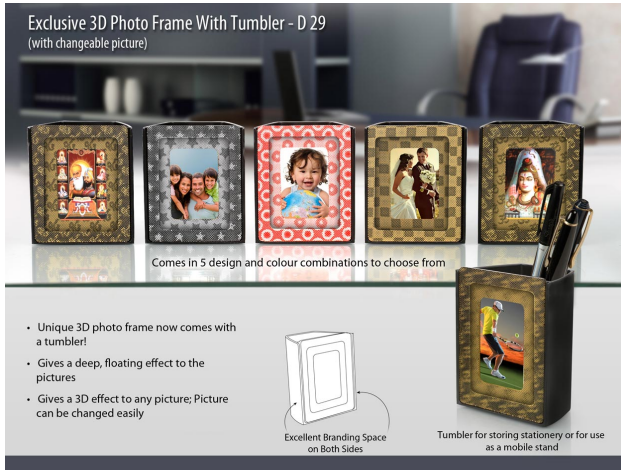 Exclusive 3D Photo Frame With Tumbler - D 29
(with changeable picture)
Comes in 5 design and colour combinations to choose from
• Unique 3D photo frame now comes with
a tumbler!
• Gives a deep, floating effect to the
pictures
• Gives a 3D effect to any picture; Picture
can be changed easily
Excellent Branding Space
on Both Sides
Tumbler for storing stationery or for use
as a mobile stand